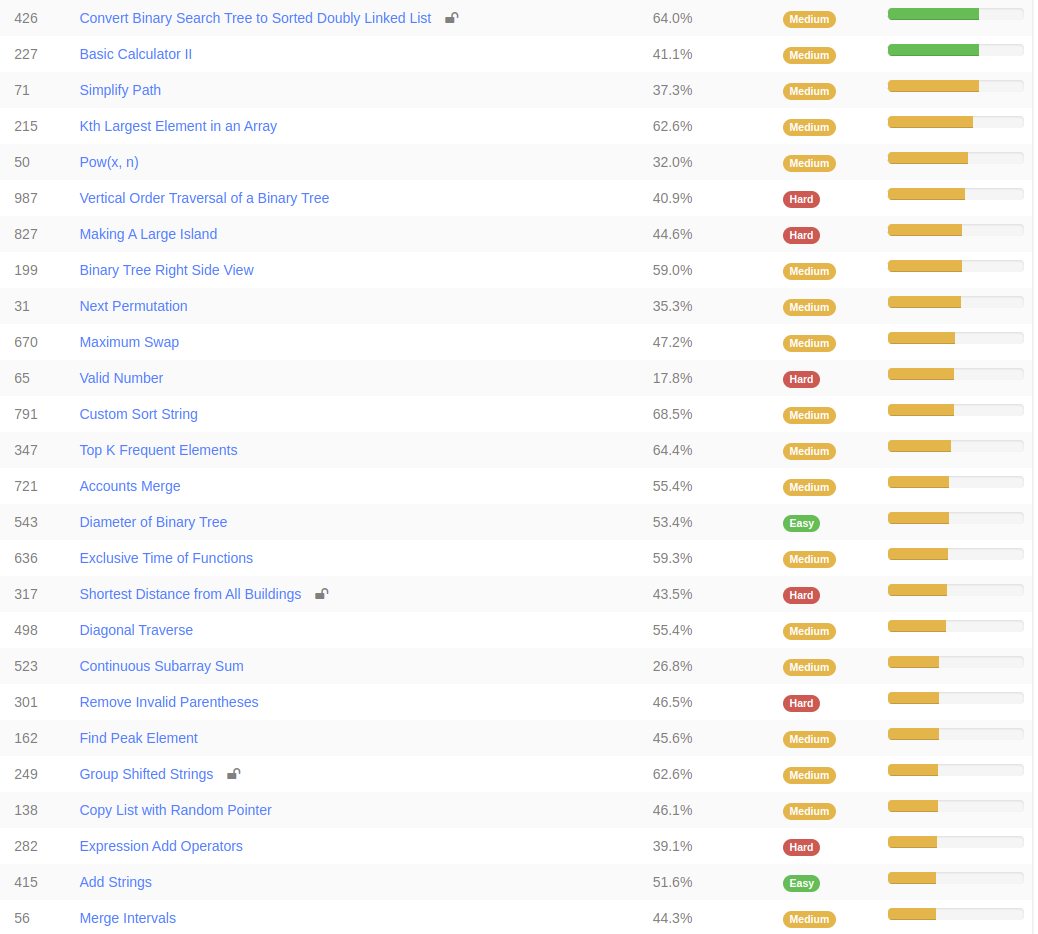 426 Convert Binary Search Tree to Sorted Doubly Linked List 64.0% Medium
227 Basic Calculator II 41.1% Medium
71 Simplify Path 37.3% Medium
215 Kth Largest Element in an Array 62.6% Medium
50 Pow(x, n) 32.0% Medium
987 Vertical Order Traversal of a Binary Tree 40.9% Hard
827 Making A Large Island 44.6% Hard
199 Binary Tree Right Side View 59.0% Medium
31 Next Permutation 35.3% Medium
670 Maximum Swap 47.2% Medium
65 Valid Number 17.8% Hard
791 Custom Sort String 68.5% Medium
347 Top K Frequent Elements 64.4% Medium
721 Accounts Merge 55.4% Medium
543 Diameter of Binary Tree 53.4% Easy
636 Exclusive Time of Functions 59.3% Medium
317 Shortest Distance from All Buildings 43.5% Hard
498 Diagonal Traverse 55.4% Medium
523 Continuous Subarray Sum 26.8% Medium
301 Remove Invalid Parentheses 46.5% Hard
162 Find Peak Element 45.6% Medium
249 Group Shifted Strings 62.6% Medium
138 Copy List with Random Pointer 46.1% Medium
282 Expression Add Operators 39.1% Hard
415 Add Strings 51.6% Easy
56 Merge Intervals 44.3% Medium